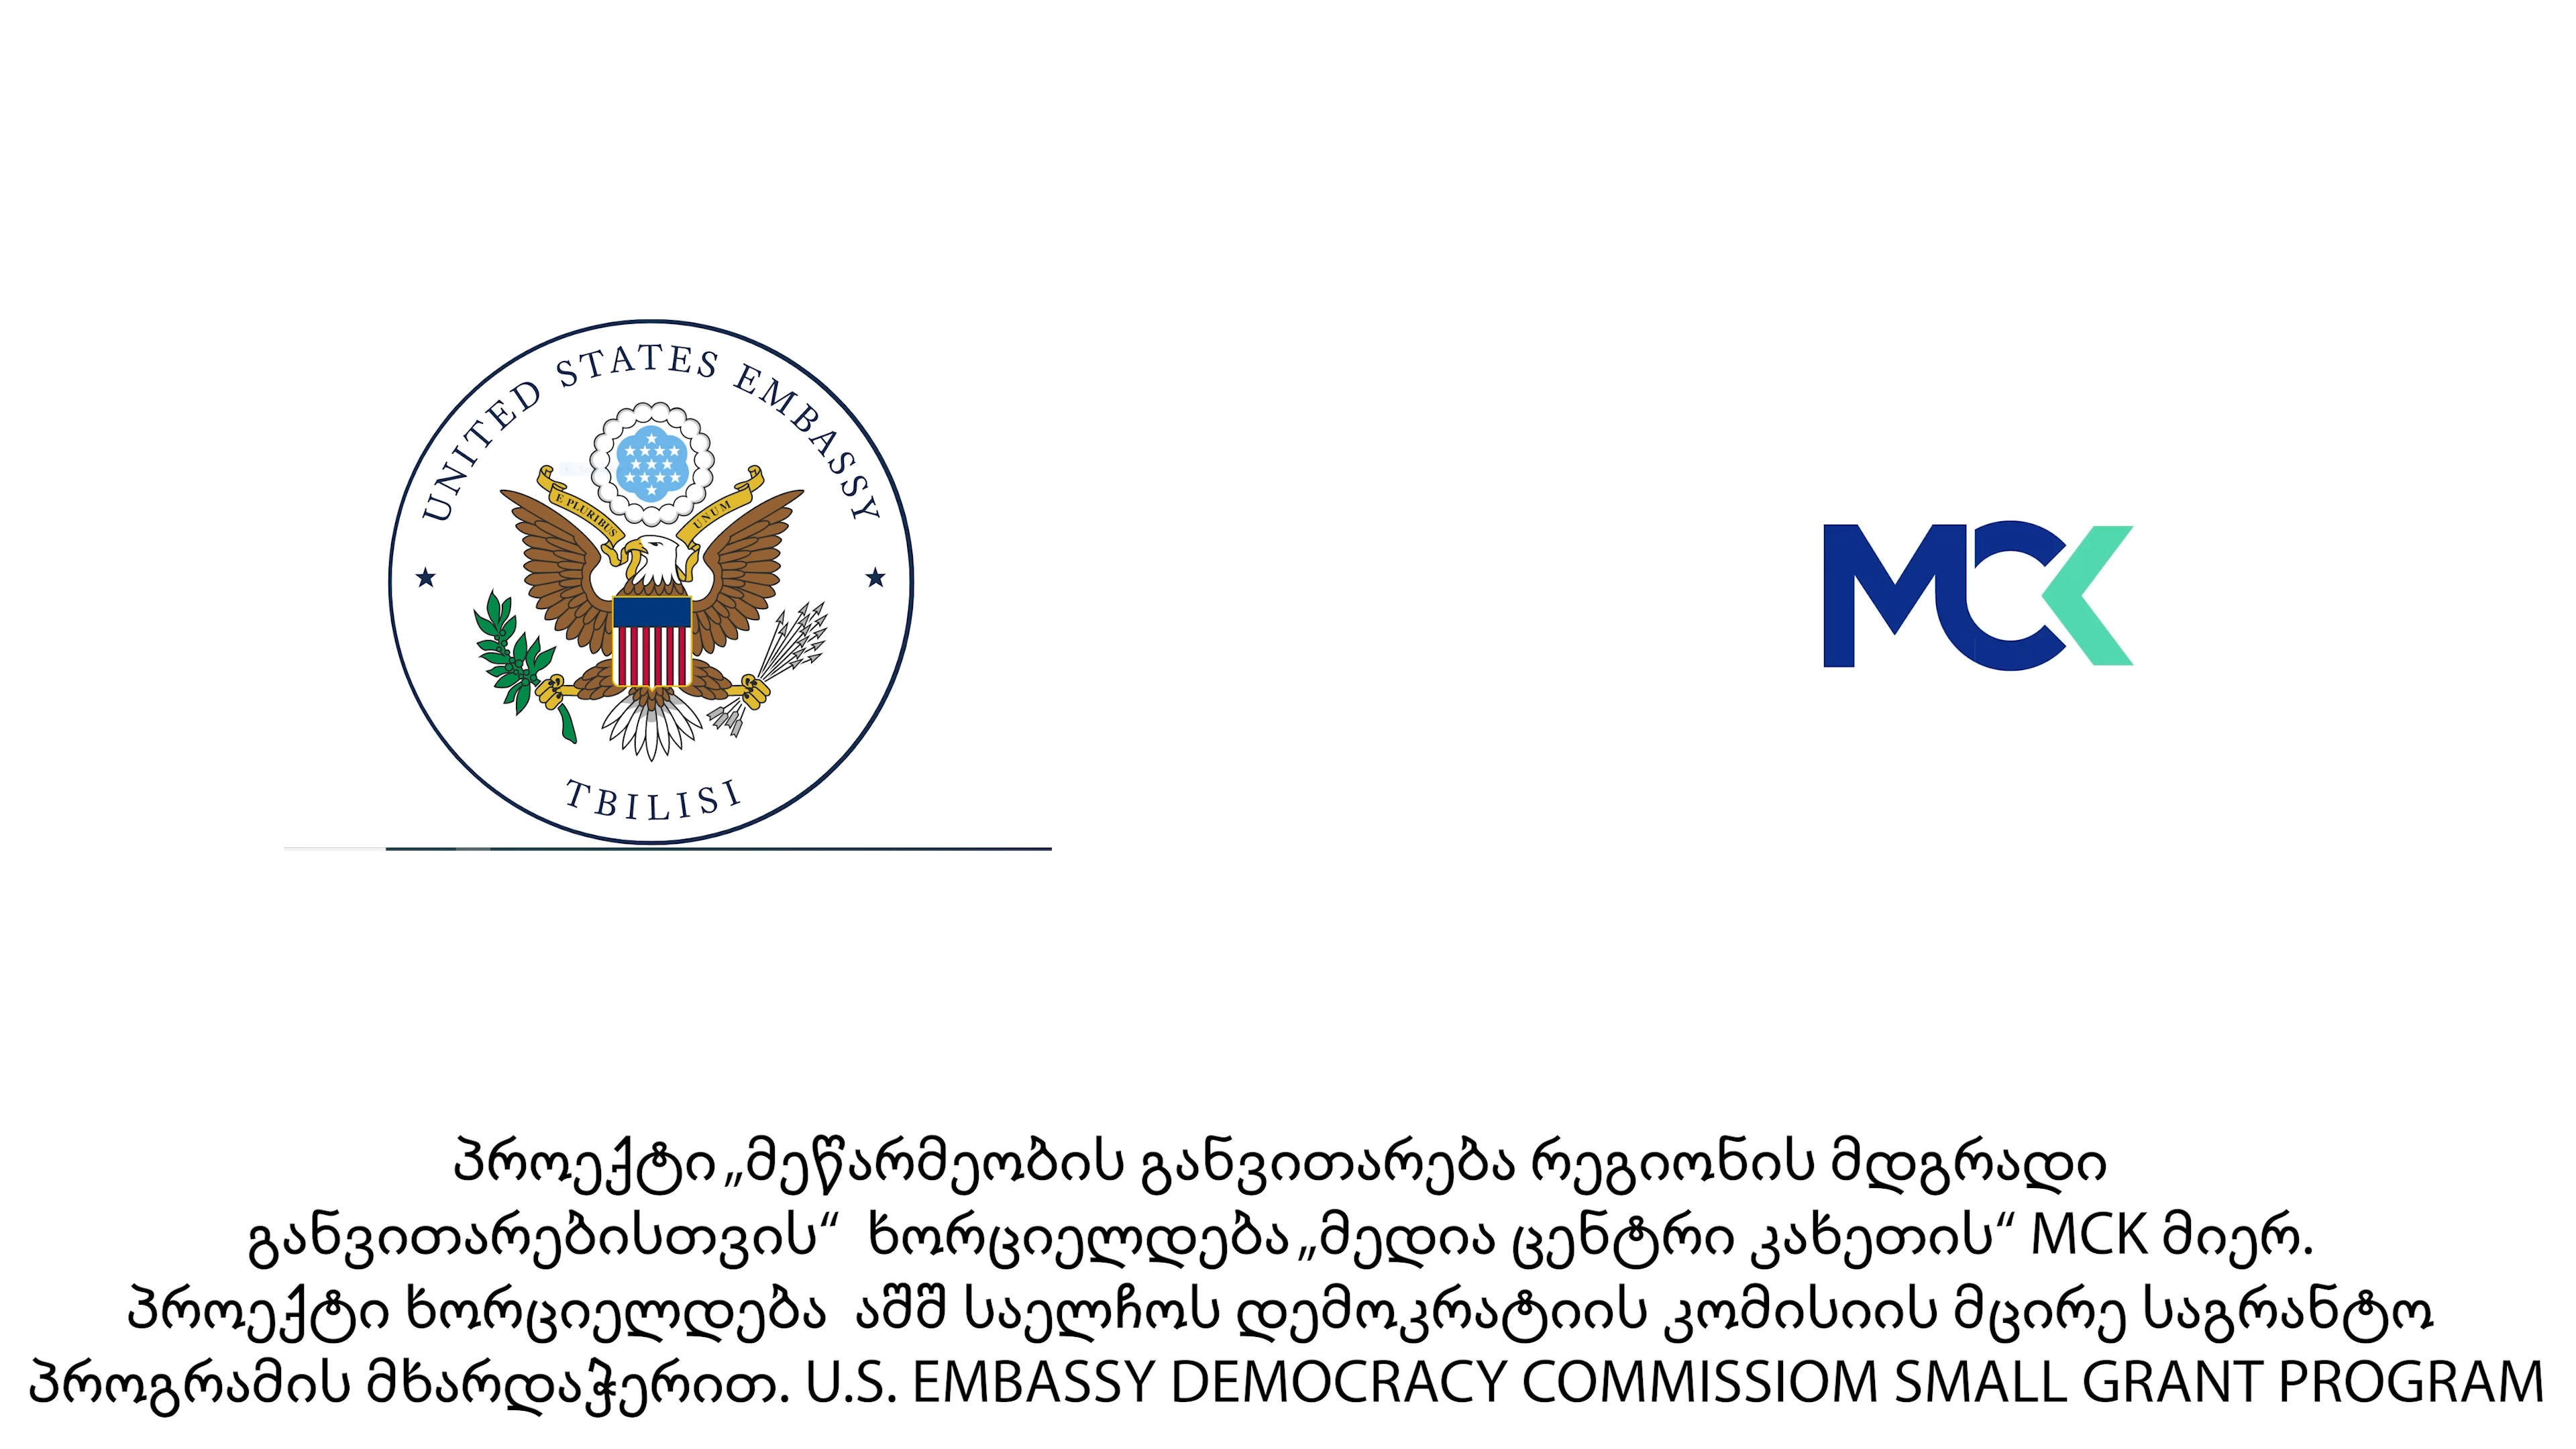 UNITED STATES EMBASSY
E PLURIBUS UNUM
TBILISI
MCK
პროექტი „მეწარმეობის განვითარება რეგიონის მდგრადი
განვითარებისთვის“ ხორციელდება „მედია ცენტრი კახეთის“ MCK მიერ.
პროექტი ხორციელდება აშშ საელჩოს დემოკრატიის კომისიის მცირე საგრანტო
პროგრამის მხარდაჭერით. U.S. EMBASSY DEMOCRACY COMMISSIOM SMALL GRANT PROGRAM